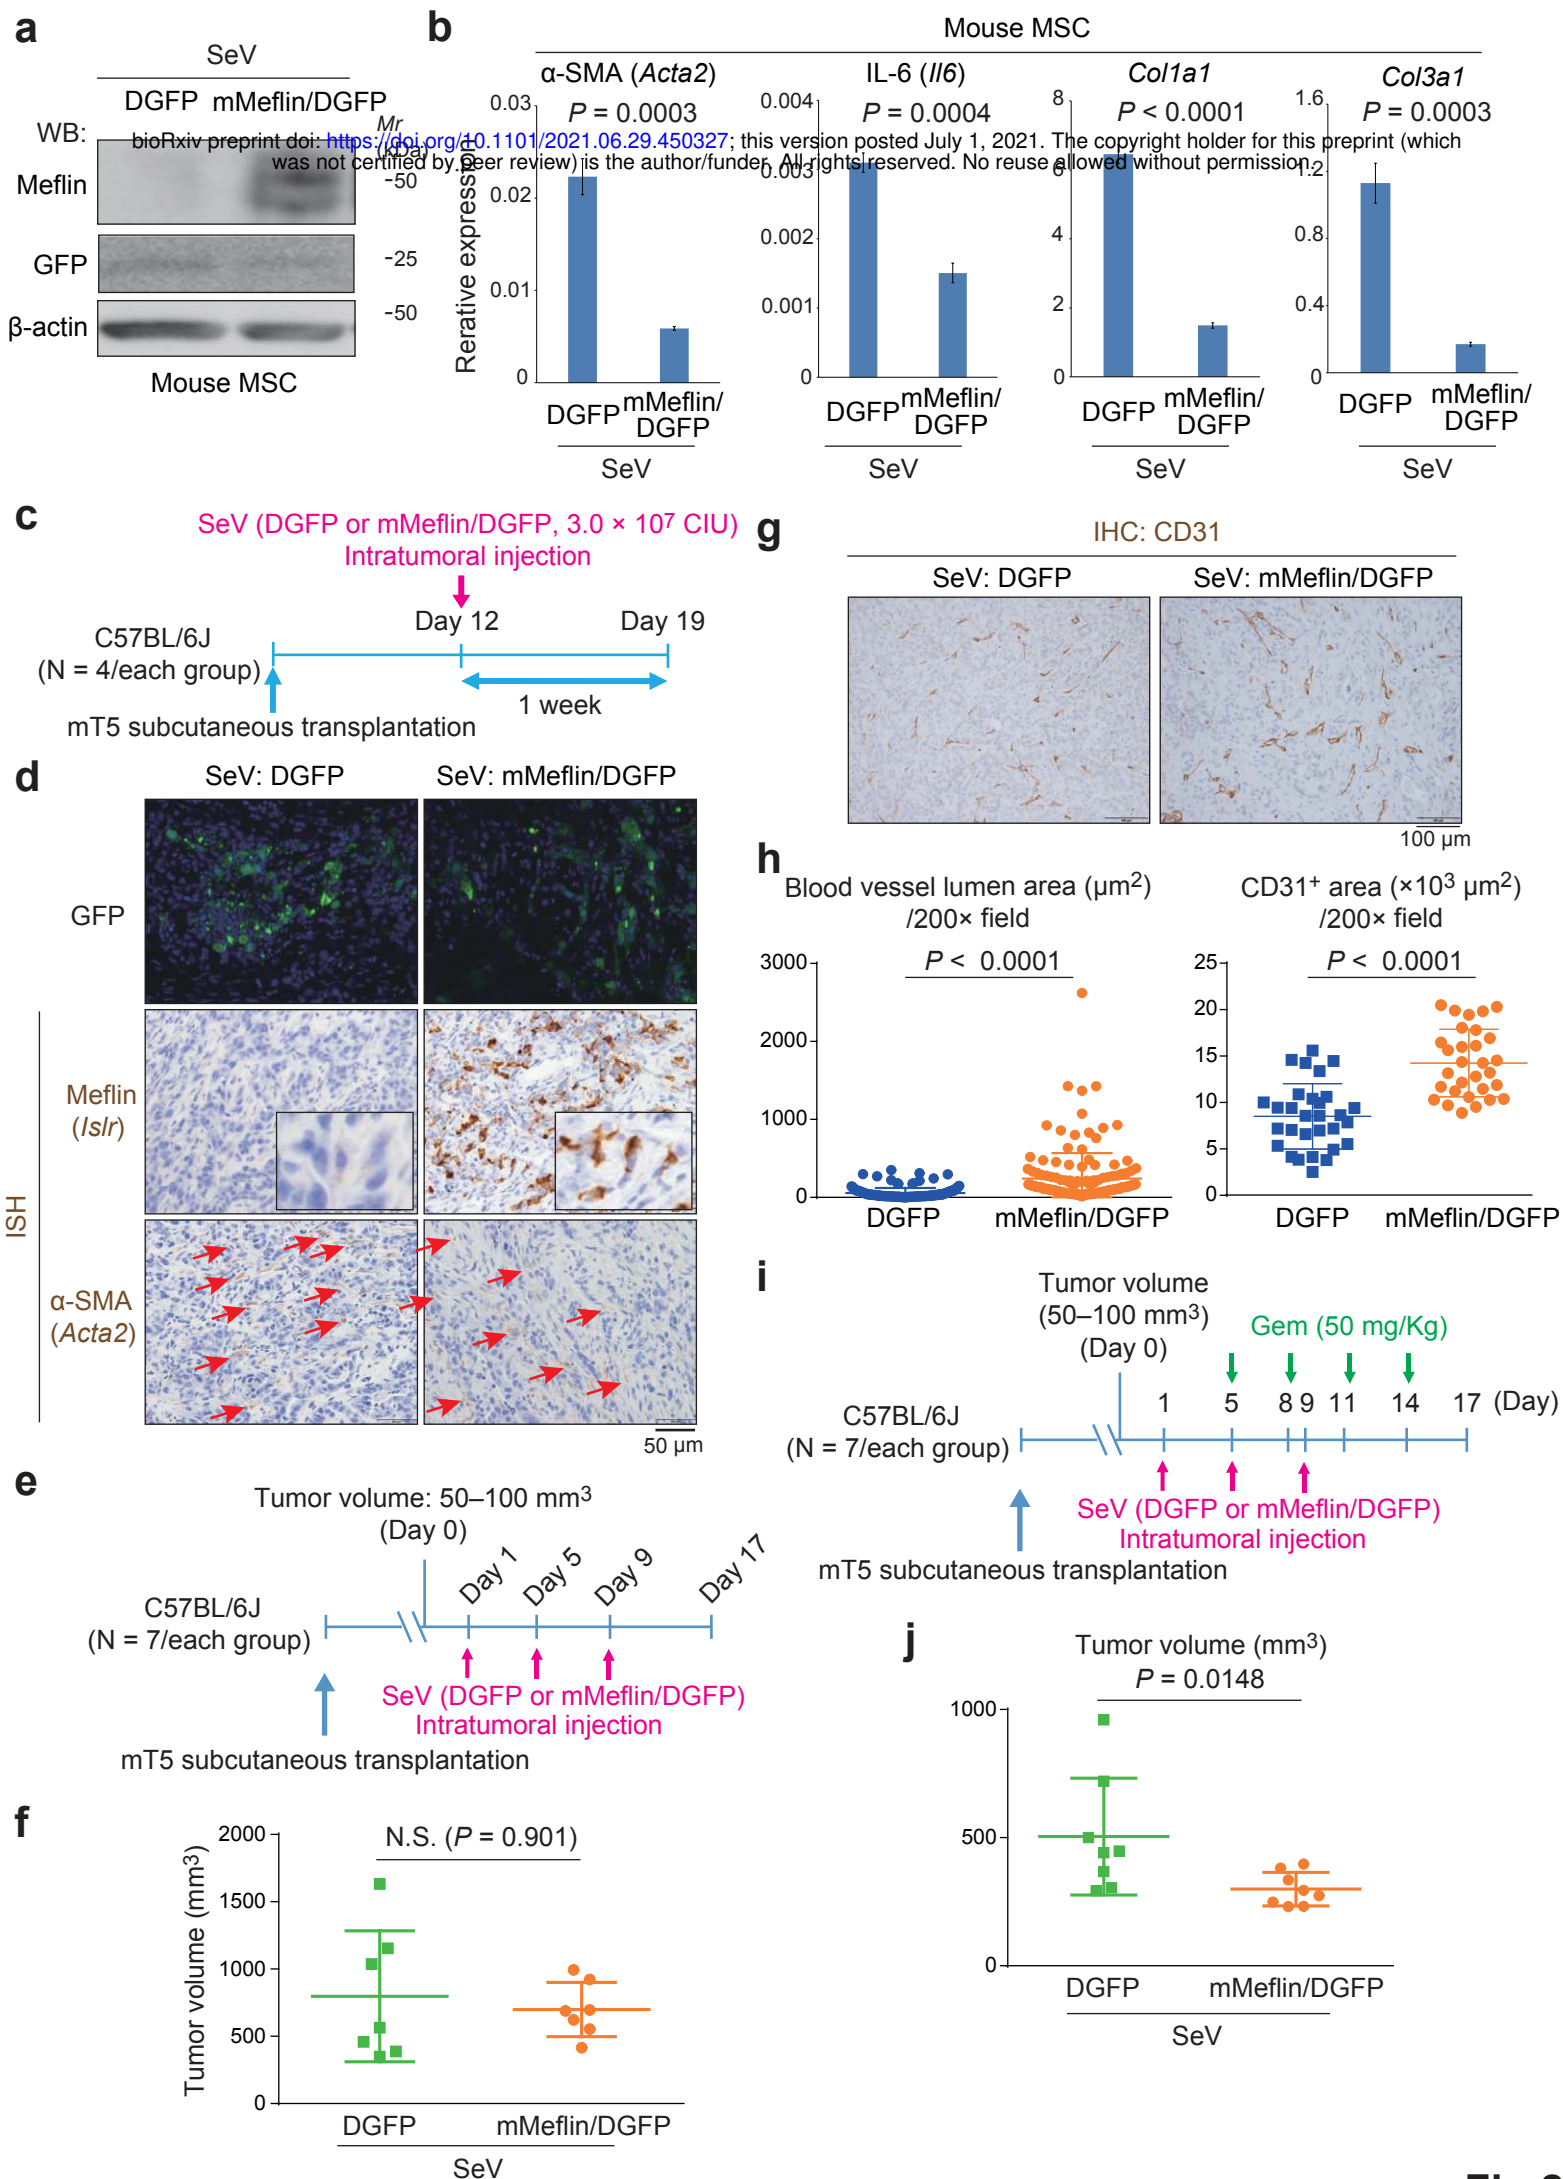 a
SeV
DGFP mMeflin/DGFP
WB:
Mr
(kDa)
Meflin
-50
GFP
-25
β-actin
-50
Mouse MSC
bioRxiv preprint doi: https://doi.org/10.1101/2021.06.29.450327; this version posted July 1, 2021. The copyright holder for this preprint (which
was not certified by peer review) is the author/funder. All rights reserved. No reuse allowed without permission.
b
Mouse MSC
Rerative expression
α-SMA (Acta2)
P = 0.0003
0.03
0.02
0.01
0
DGFP mMeflin/
DGFP
SeV
IL-6 (Il6)
P = 0.0004
0.004
0.003
0.002
0.001
0
DGFP mMeflin/
DGFP
SeV
Col1a1
P < 0.0001
8
6
4
2
0
DGFP mMeflin/
DGFP
SeV
Col3a1
P = 0.0003
1.6
1.2
0.8
0.4
0
DGFP mMeflin/
DGFP
SeV
c
SeV (DGFP or mMeflin/DGFP, 3.0 × 10⁷ CIU)
Intratumoral injection
Day 12 Day 19
C57BL/6J
(N = 4/each group)
1 week
mT5 subcutaneous transplantation
d
SeV: DGFP SeV: mMeflin/DGFP
GFP
ISH
Meflin
(Islr)
α-SMA
(Acta2)
50 µm
e
Tumor volume: 50–100 mm³
(Day 0)
Day 1 Day 5 Day 9 Day 17
C57BL/6J
(N = 7/each group)
SeV (DGFP or mMeflin/DGFP)
Intratumoral injection
mT5 subcutaneous transplantation
f
Tumor volume (mm³)
N.S. (P = 0.901)
2000
1500
1000
500
0
DGFP mMeflin/DGFP
SeV
g
IHC: CD31
SeV: DGFP SeV: mMeflin/DGFP
100 µm
h
Blood vessel lumen area (µm²)
/200× field
P < 0.0001
3000
2000
1000
0
DGFP mMeflin/DGFP
CD31⁺ area (×10³ µm²)
/200× field
P < 0.0001
25
20
15
10
5
0
DGFP mMeflin/DGFP
i
Tumor volume
(50–100 mm³)
(Day 0)
Gem (50 mg/Kg)
1 5 8 9 11 14 17 (Day)
C57BL/6J
(N = 7/each group)
SeV (DGFP or mMeflin/DGFP)
Intratumoral injection
mT5 subcutaneous transplantation
j
Tumor volume (mm³)
P = 0.0148
1000
500
0
DGFP mMeflin/DGFP
SeV